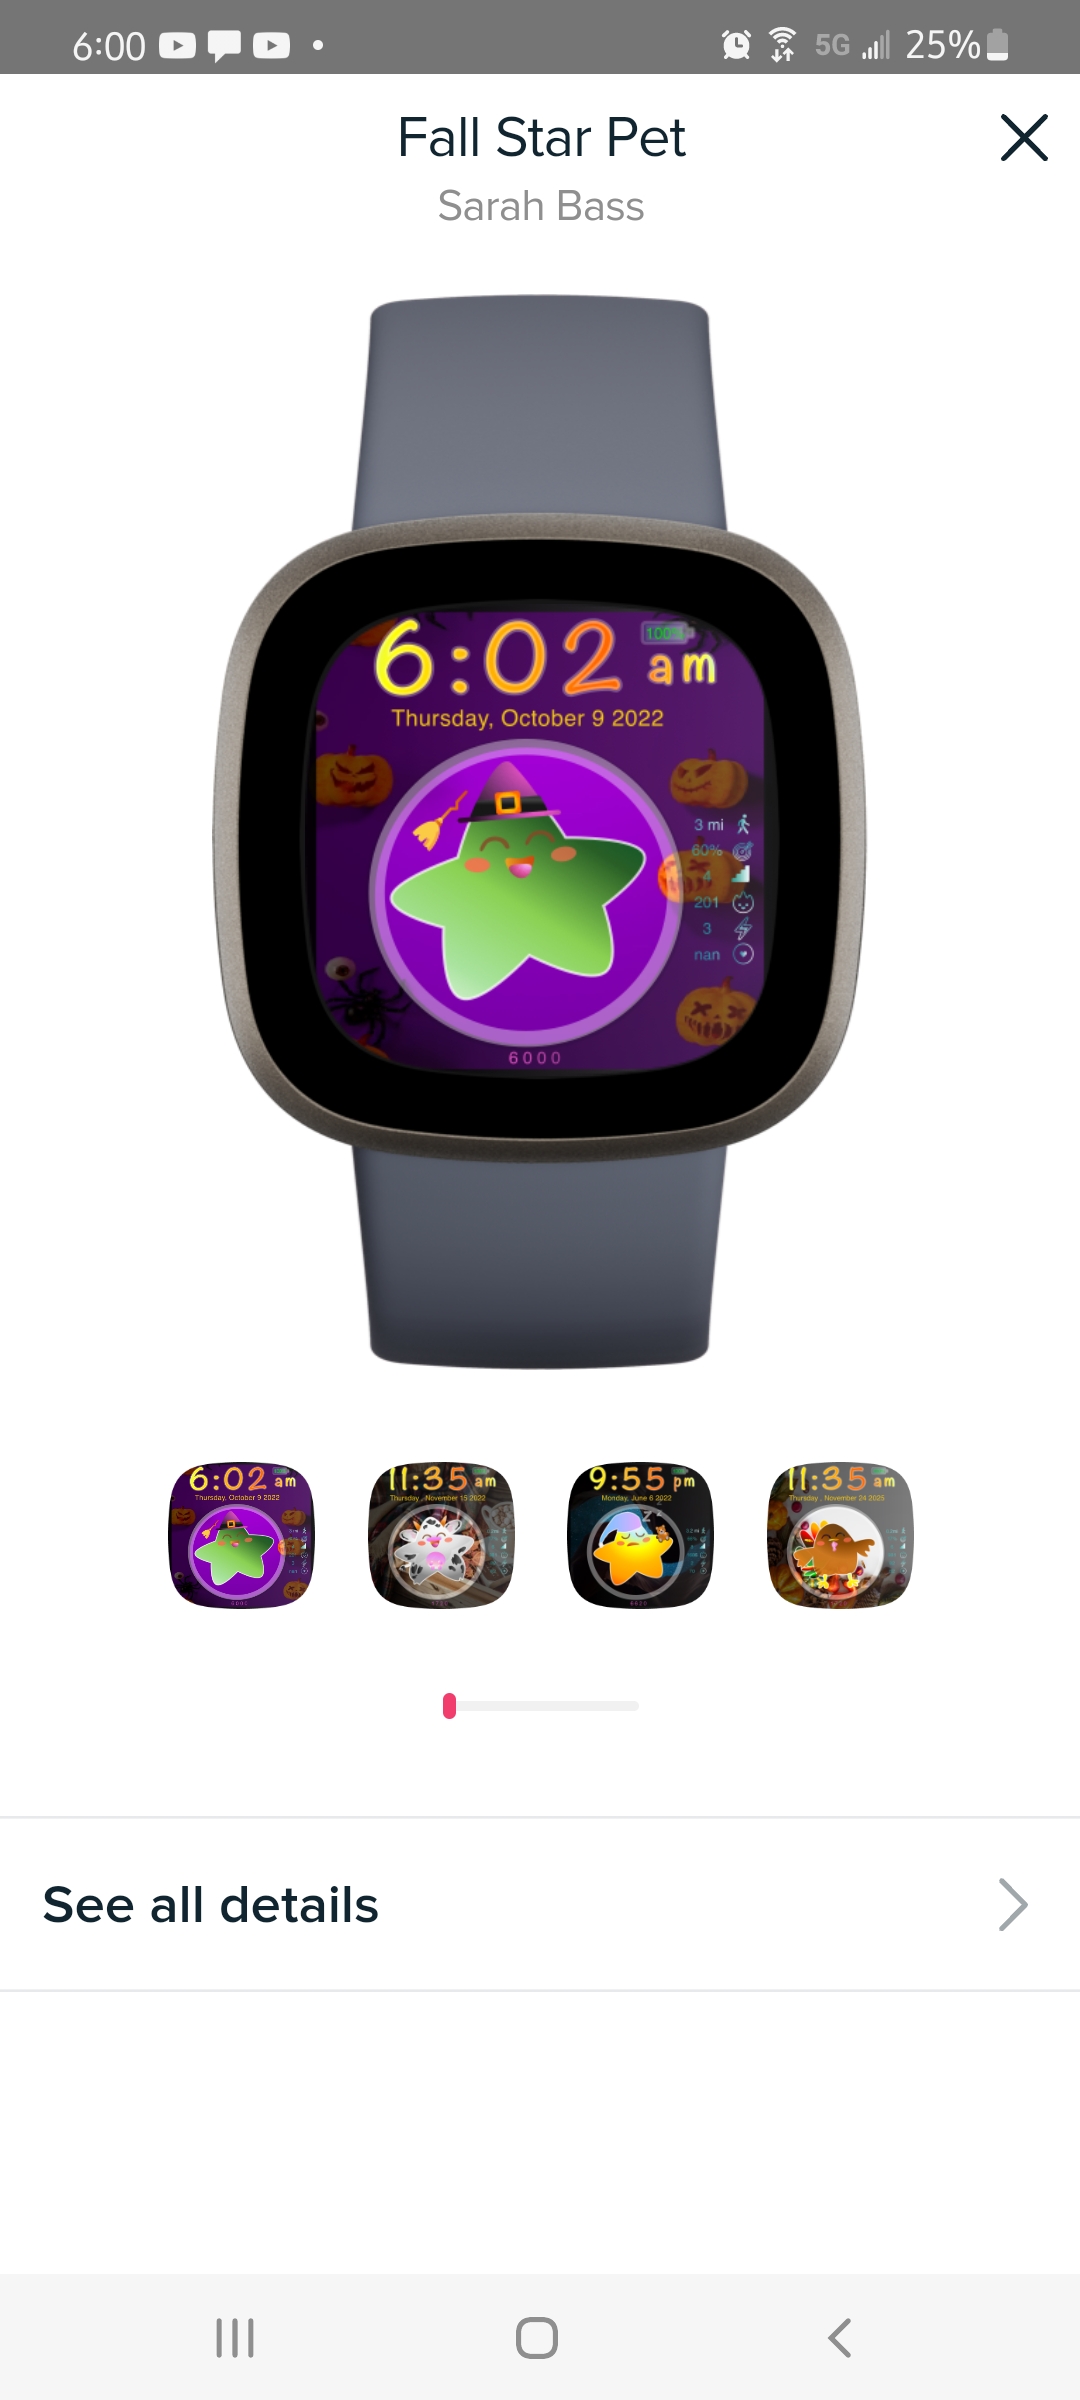 6:00 5G 25%
Fall Star Pet
Sarah Bass
100%
6:02 am
Thursday, October 9 2022
3 mi
60%
4
201
3
nan
6000
6:02 am
Thursday, October 9 2022
11:35 am
Thursday , November 15 2022
9:55 pm
Monday, June 6 2022
11:35 am
Thursday , November 24 2025
See all details